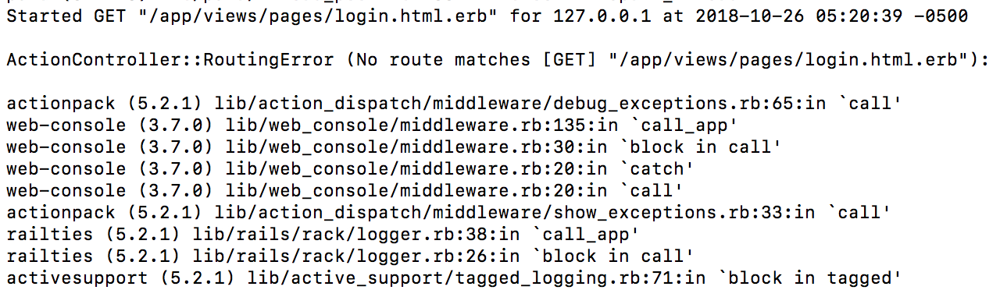 Started GET "/app/views/pages/login.html.erb" for 127.0.0.1 at 2018-10-26 05:20:39 -0500
ActionController::RoutingError (No route matches [GET] "/app/views/pages/login.html.erb"):
actionpack (5.2.1) lib/action_dispatch/middleware/debug_exceptions.rb:65:in `call'
web-console (3.7.0) lib/web_console/middleware.rb:135:in `call_app'
web-console (3.7.0) lib/web_console/middleware.rb:30:in `block in call'
web-console (3.7.0) lib/web_console/middleware.rb:20:in `catch'
web-console (3.7.0) lib/web_console/middleware.rb:20:in `call'
actionpack (5.2.1) lib/action_dispatch/middleware/show_exceptions.rb:33:in `call'
railties (5.2.1) lib/rails/rack/logger.rb:38:in `call_app'
railties (5.2.1) lib/rails/rack/logger.rb:26:in `block in call'
activesupport (5.2.1) lib/active_support/tagged_logging.rb:71:in `block in tagged'